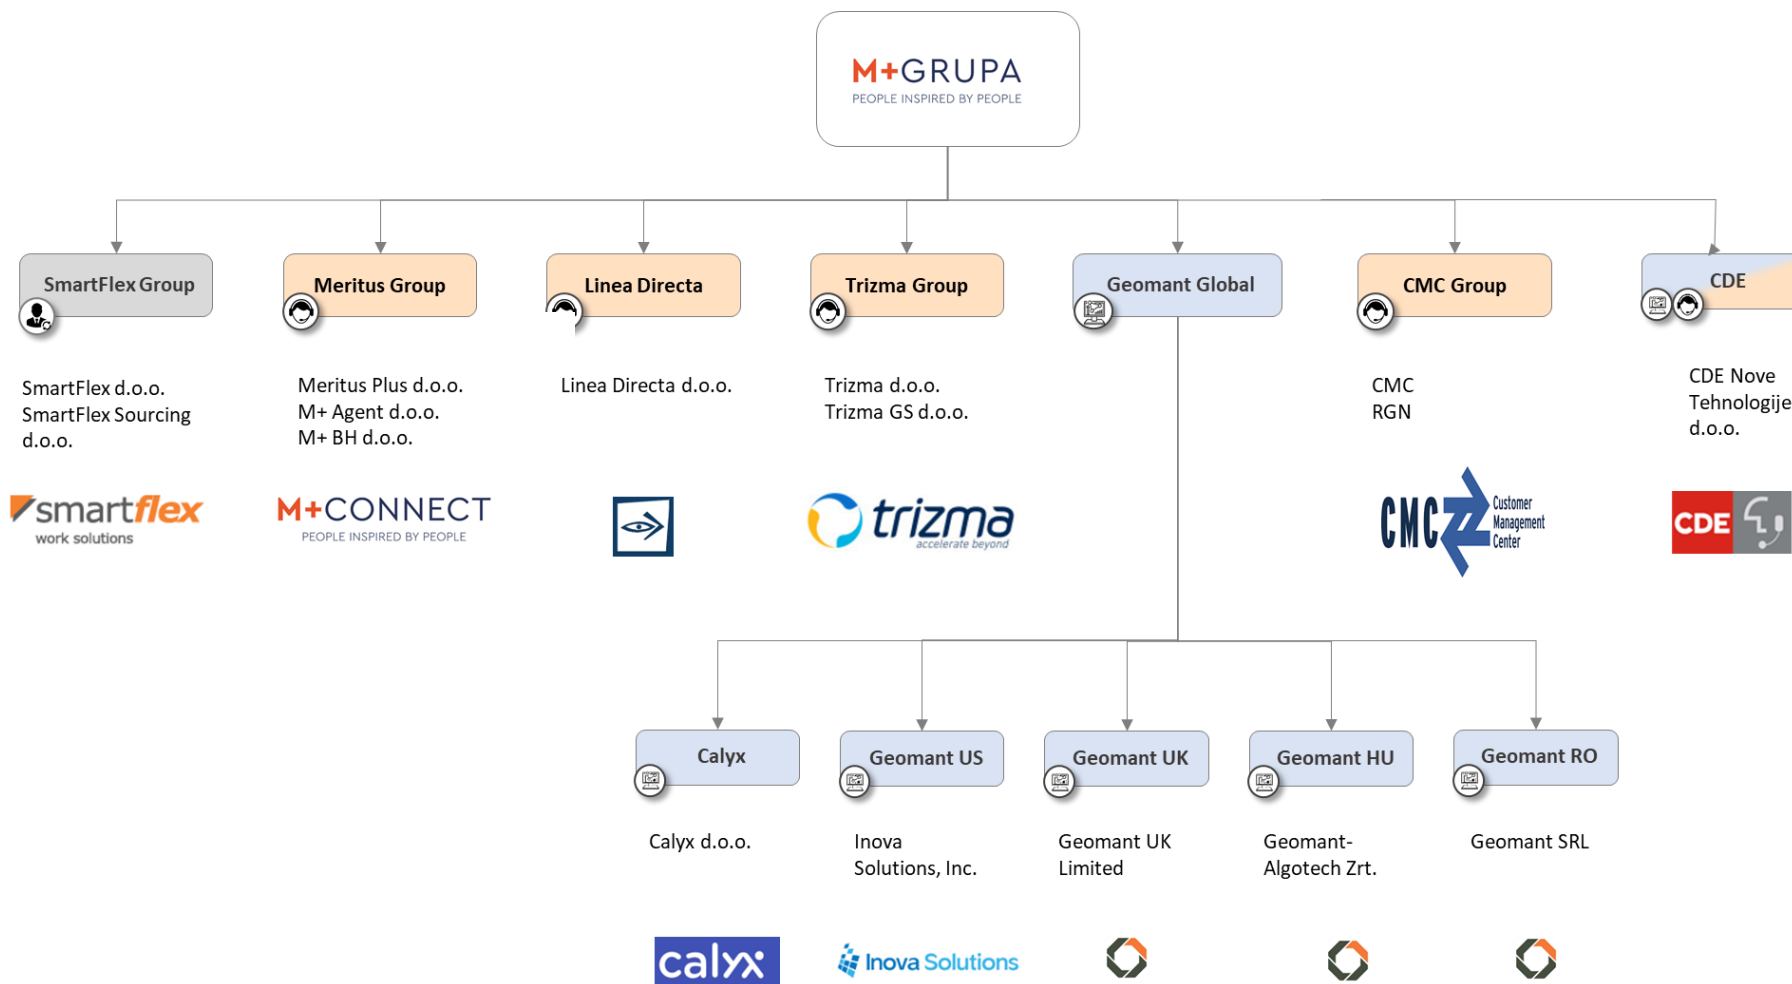 M+GRUPA
PEOPLE INSPIRED BY PEOPLE
SmartFlex Group
Meritus Group
Linea Directa
Trizma Group
Geomant Global
CMC Group
CDE
SmartFlex d.o.o.
SmartFlex Sourcing
d.o.o.
Meritus Plus d.o.o.
M+ Agent d.o.o.
M+ BH d.o.o.
Linea Directa d.o.o.
Trizma d.o.o.
Trizma GS d.o.o.
CMC
RGN
CDE Nove
Tehnologije
d.o.o.
smartflex
work solutions
M+CONNECT
PEOPLE INSPIRED BY PEOPLE
trizma
accelerate beyond
CMC
Customer
Management
Center
CDE
Calyx
Geomant US
Geomant UK
Geomant HU
Geomant RO
Calyx d.o.o.
Inova
Solutions, Inc.
Geomant UK
Limited
Geomant-
Algotech Zrt.
Geomant SRL
calyx
Inova Solutions